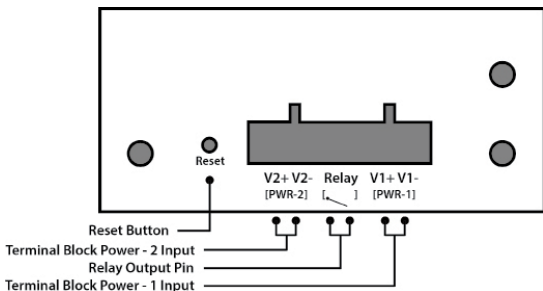 Reset
V2+ V2- Relay V1+ V1-
[PWR-2] [ ] [PWR-1]
Reset Button
Terminal Block Power - 2 Input
Relay Output Pin
Terminal Block Power - 1 Input